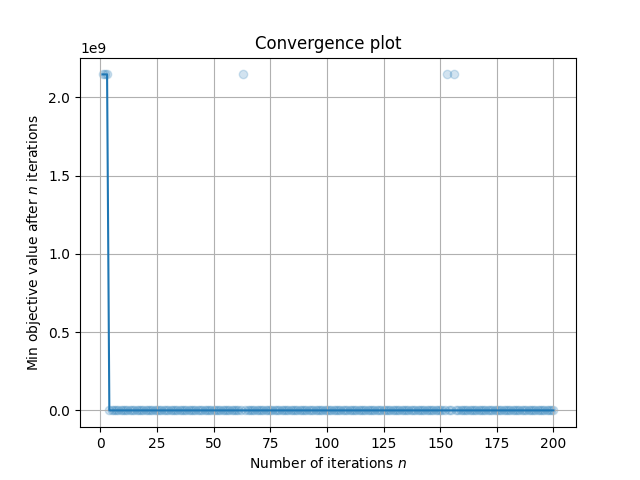 Convergence plot
1e9
2.0
1.5
1.0
0.5
0.0
Min objective value after n iterations
0 25 50 75 100 125 150 175 200
Number of iterations n